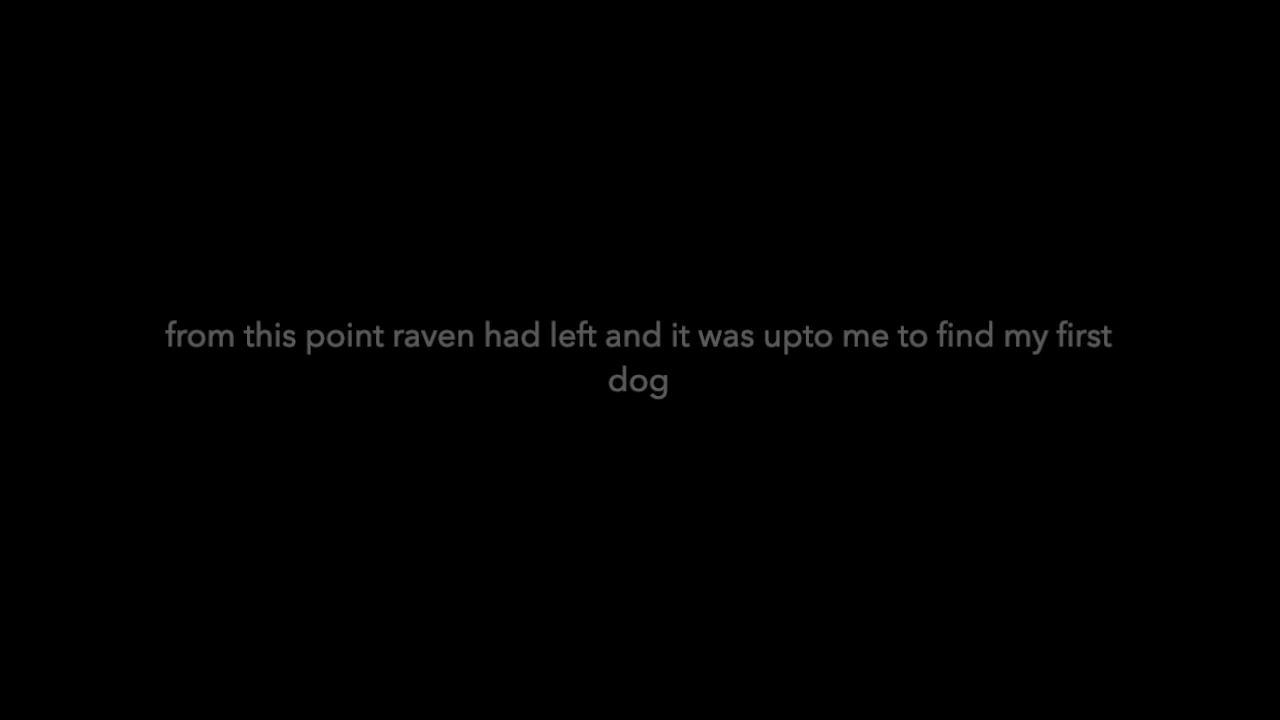 from this point raven had left and it was upto me to find my first
dog